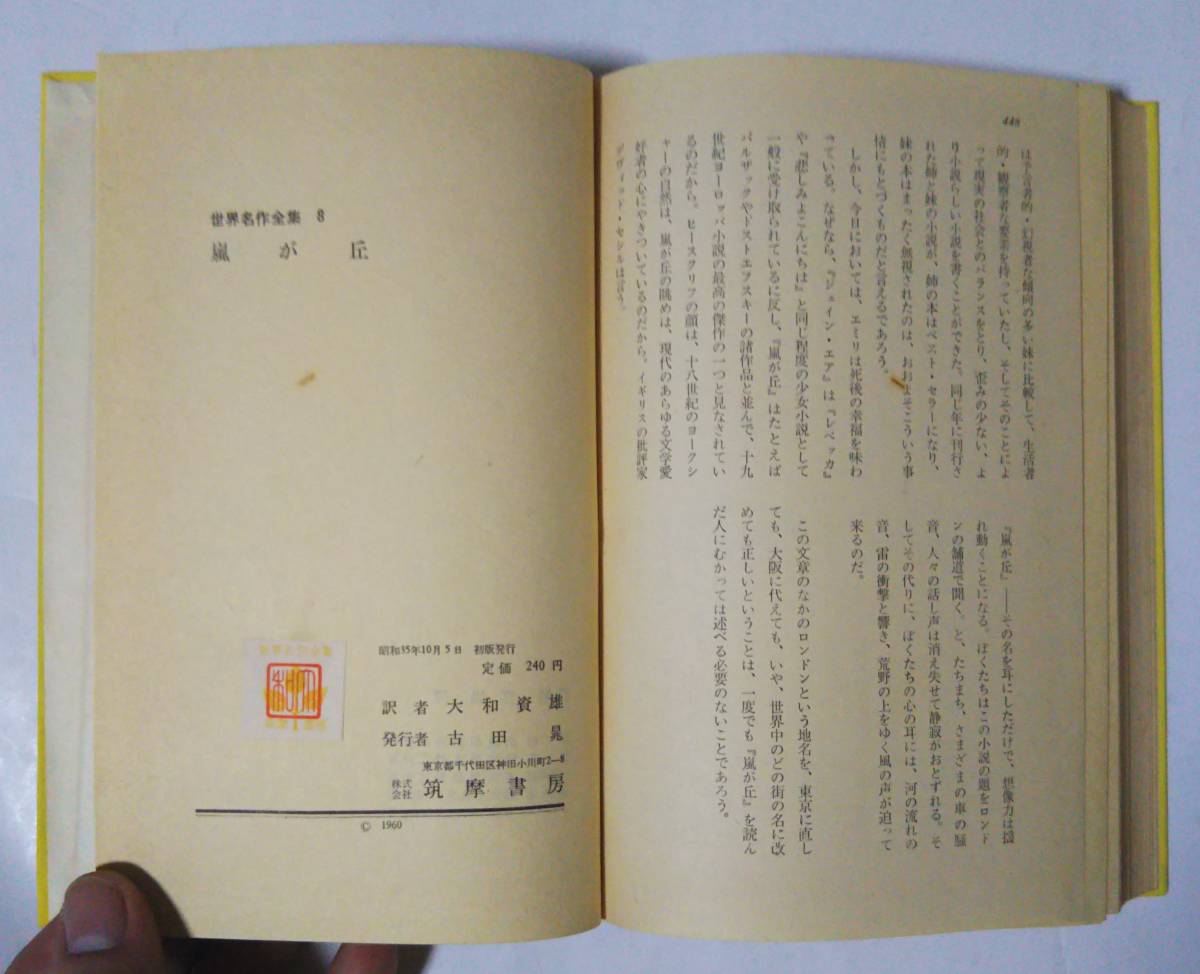 448
は予言者的・幻視者な傾向の多い妹に比較して、生活者
的・観察者な要素を持っていたし、そしてそのことによ
って現実の社会とのバランスをとり、歪みの少ない、よ
り小説らしい小説を書くことができた。同じ年に刊行さ
れた姉と妹の小説が、姉の本はベスト・セラーになり、
妹の本はまったく無視されたのは、おおよそこういう事
情にもとづくものだと言えるであろう。
しかし、今日においては、エミリは死後の幸福を味わ
っている。なぜなら、『ジェイン・エア』は『レベッカ』
や『悲しみよこんにちは』と同じ程度の少女小説として
一般に受け取られているに反し、『嵐が丘』はたとえば
バルザックやドストエフスキーの諸作品と並んで、十九
世紀ヨーロッパ小説の最高の傑作の一つと見なされてい
るのだから。ヒースクリフの顔は、十八世紀のヨークシ
ャーの自然は、嵐が丘の眺めは、現代のあらゆる文学愛
好者の心にやきついているのだから。イギリスの批評家
デヴィッド・セシルは言う。
『嵐が丘』――その名を耳にしただけで、想像力は揺
れ動くことになる。ぼくたちはこの小説の題をロンド
ンの舗道で聞く。と、たちまち、さまざまの車の騒
音、人々の話し声は消え失せて静寂がおとずれる。そ
してその代りに、ぼくたちの心の耳には、河の流れの
音、雷の衝撃と響き、荒野の上をゆく風の声が迫って
来るのだ。
この文章のなかのロンドンという地名を、東京に直し
ても、大阪に代えても、いや、世界中のどの街の名に改
めても正しいということは、一度でも『嵐が丘』を読ん
だ人にむかっては述べる必要のないことであろう。
世界名作全集 8
嵐が丘
昭和35年10月5日 初版発行
定価 240円
訳者 大和資雄
発行者 古田晁
東京都千代田区神田小川町2―8
株式会社 筑摩書房
© 1960
世界名作全集